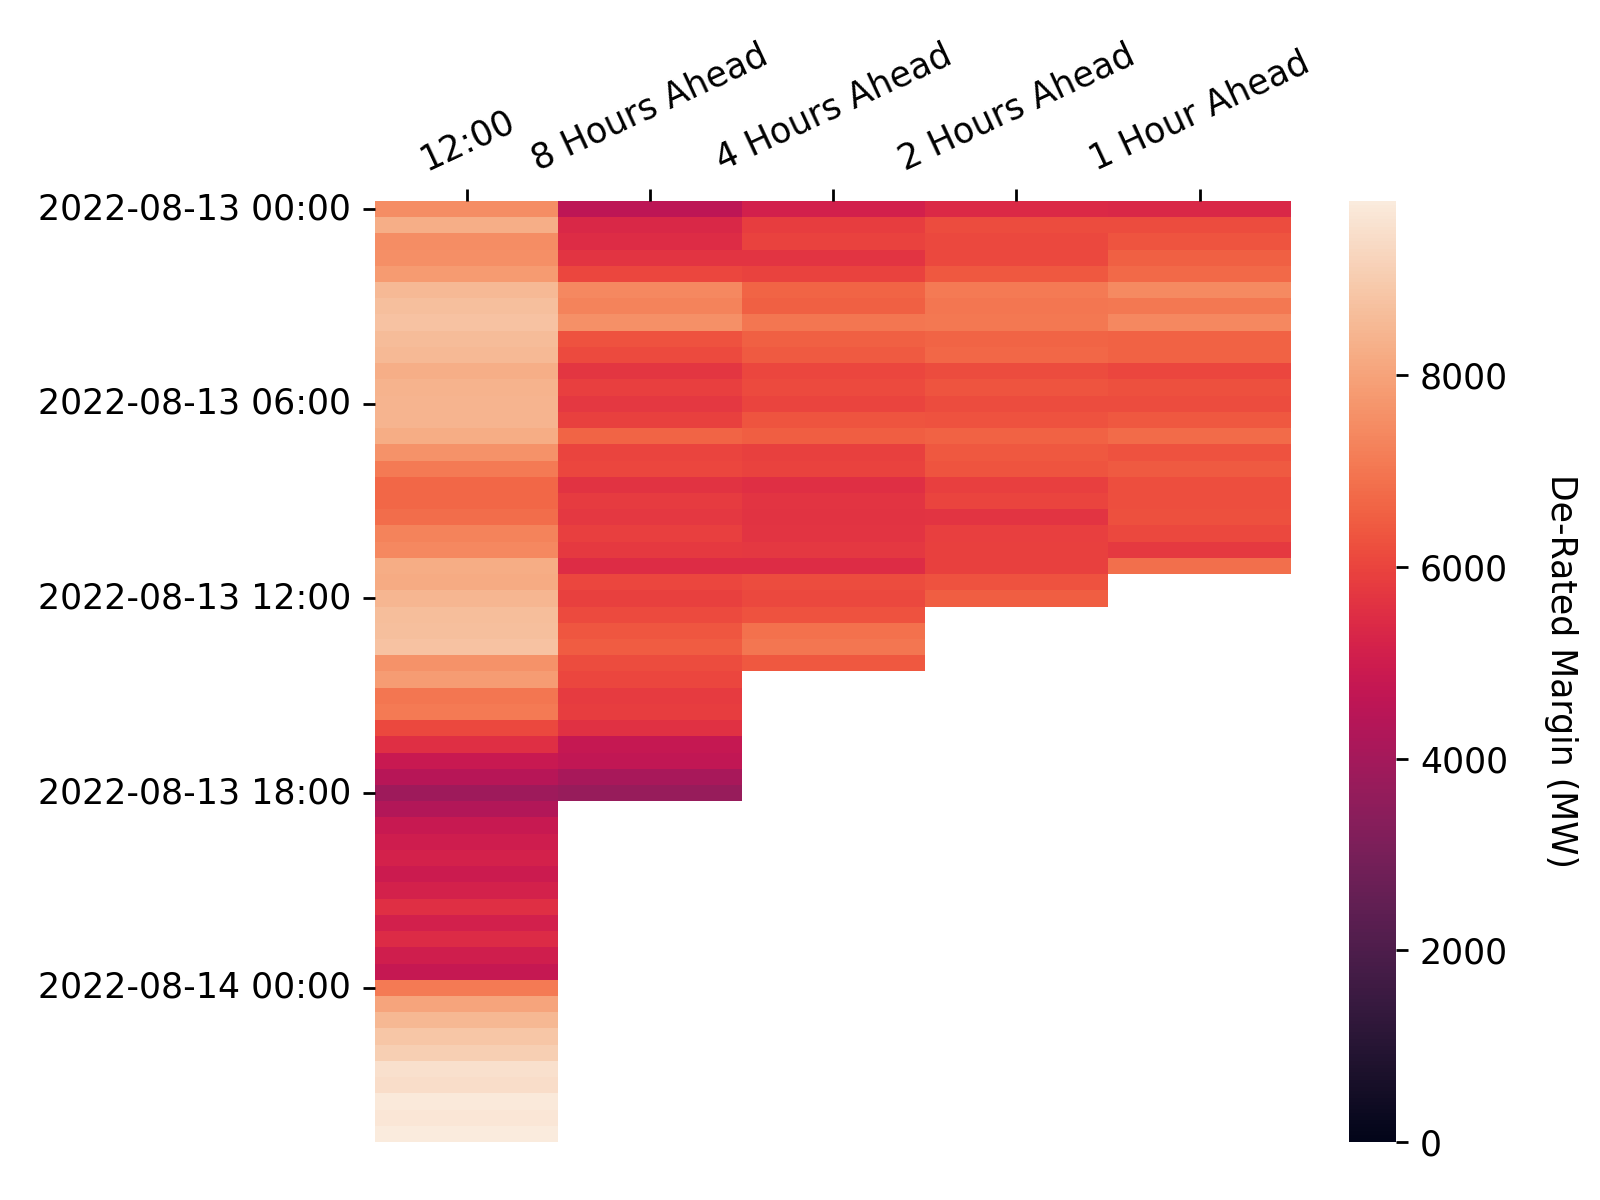 12:00
8 Hours Ahead
4 Hours Ahead
2 Hours Ahead
1 Hour Ahead
2022-08-13 00:00
2022-08-13 06:00
2022-08-13 12:00
2022-08-13 18:00
2022-08-14 00:00
8000
6000
4000
2000
0
De-Rated Margin (MW)